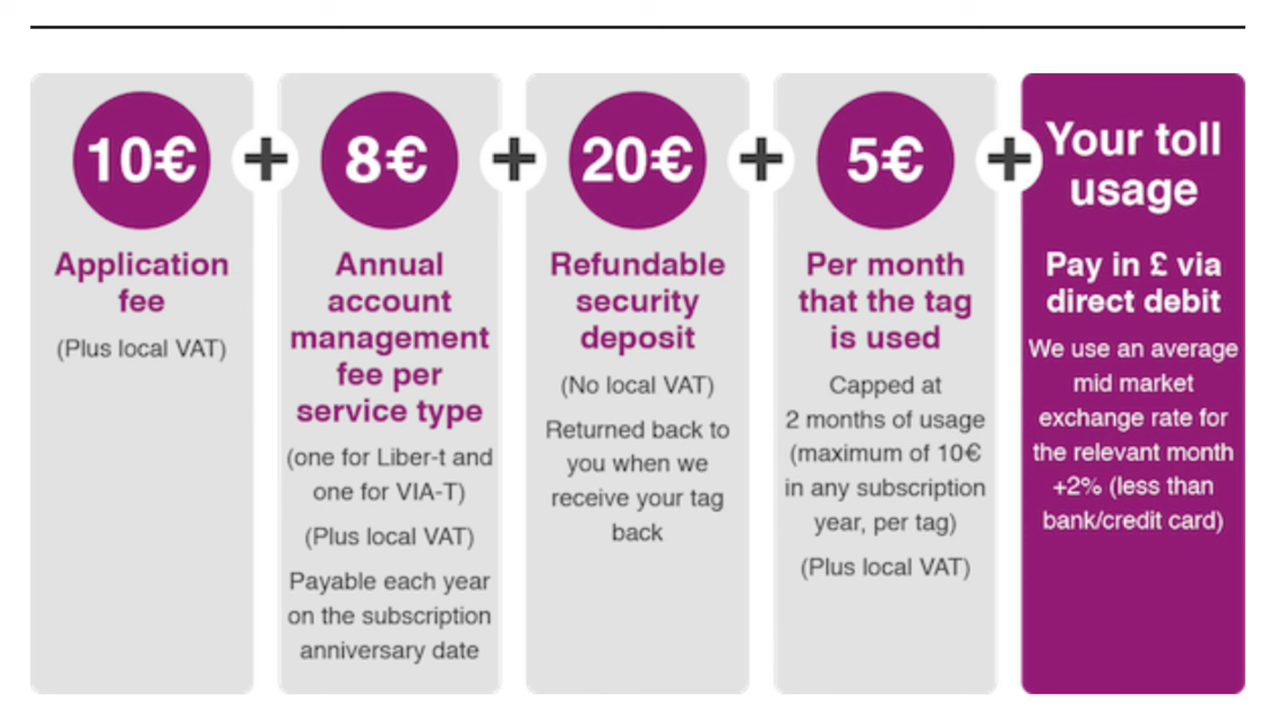 10€
Application
fee
(Plus local VAT)
+
8€
Annual
account
management
fee per
service type
(one for Liber-t and
one for VIA-T)
(Plus local VAT)
Payable each year
on the subscription
anniversary date
+
20€
Refundable
security
deposit
(No local VAT)
Returned back to
you when we
receive your tag
back
+
5€
Per month
that the tag
is used
Capped at
2 months of usage
(maximum of 10€
in any subscription
year, per tag)
(Plus local VAT)
+
Your toll
usage
Pay in £ via
direct debit
We use an average
mid market
exchange rate for
the relevant month
+2% (less than
bank/credit card)